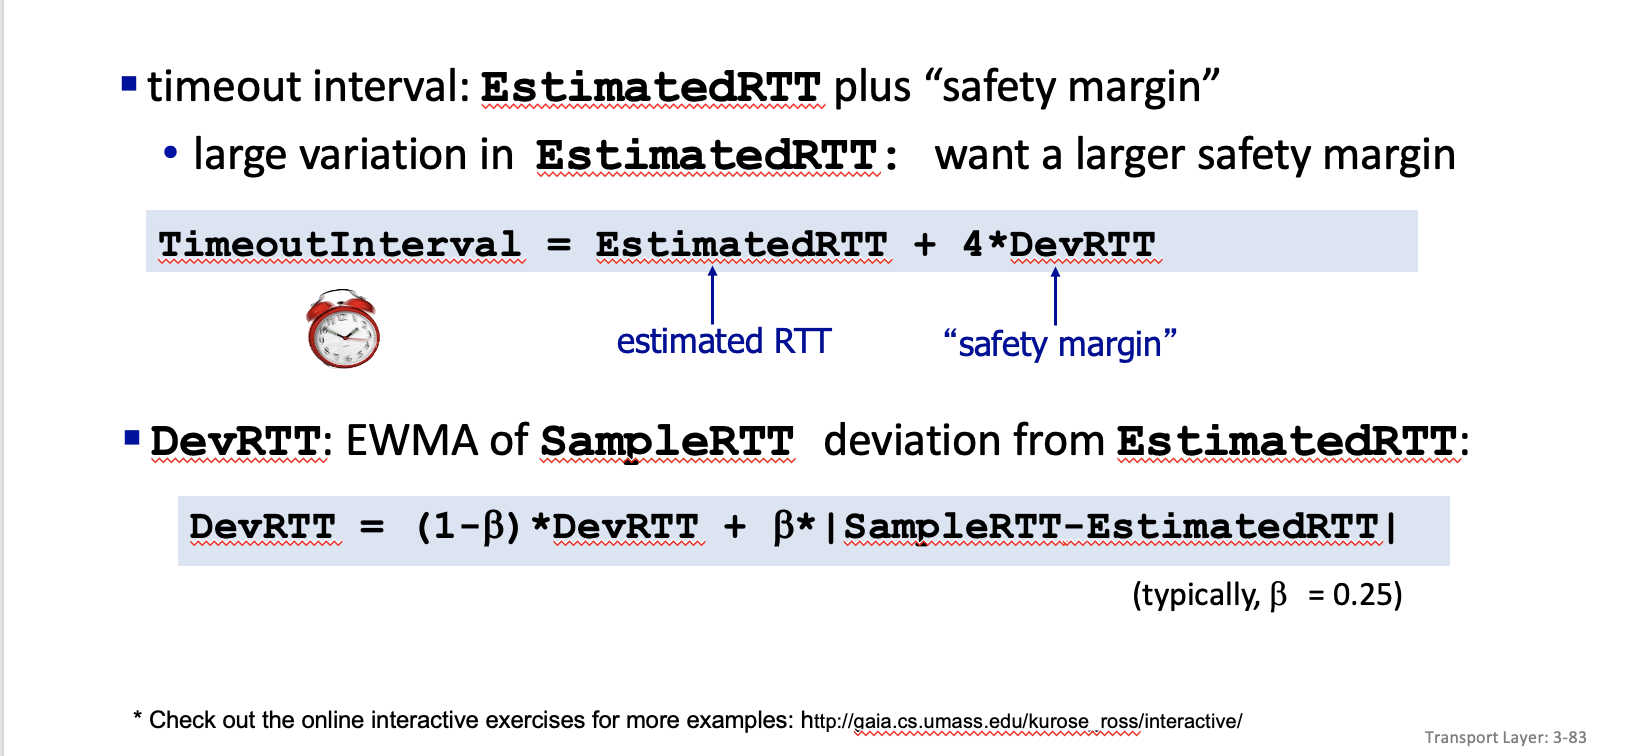 timeout interval: EstimatedRTT plus “safety margin”
large variation in EstimatedRTT: want a larger safety margin
TimeoutInterval = EstimatedRTT + 4*DevRTT
estimated RTT “safety margin”
DevRTT: EWMA of SampleRTT deviation from EstimatedRTT:
DevRTT = (1-β)*DevRTT + β*|SampleRTT-EstimatedRTT|
(typically, β = 0.25)
* Check out the online interactive exercises for more examples: http://gaia.cs.umass.edu/kurose_ross/interactive/
Transport Layer: 3-83